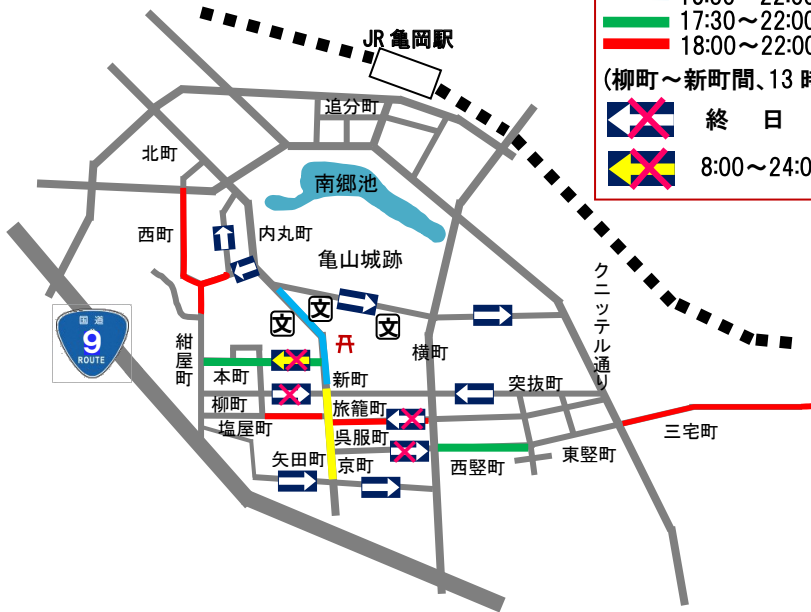 17:30～22:00
18:00～22:00
(柳町～新町間、13時
終　日
8:00～24:0
JR 亀岡駅
追分町
北町
南郷池
西町
内丸町
亀山城跡
クニッテル通り
文
文
文
国道
9
ROUTE
紺屋町
横町
本町
新町
突抜町
柳町
旅籠町
塩屋町
呉服町
三宅町
矢田町
京町
西竪町
東竪町